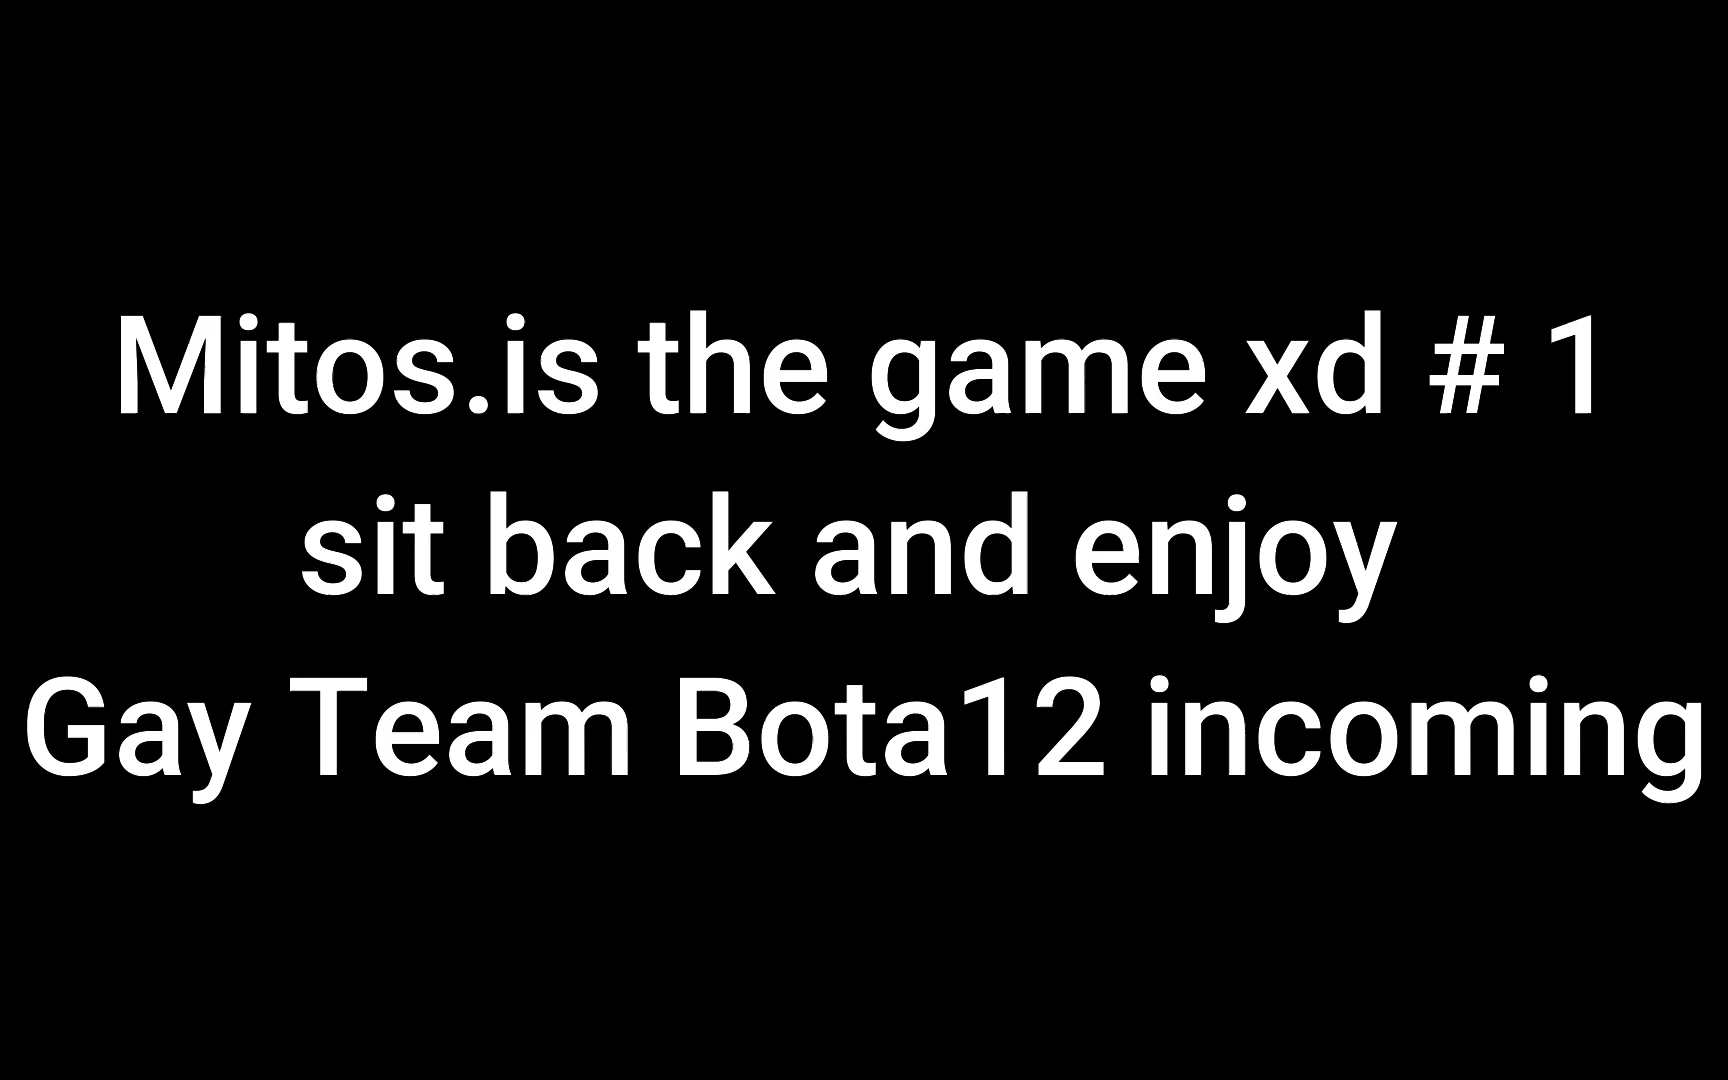 Mitos.is the game xd # 1
sit back and enjoy
Gay Team Bota12 incoming